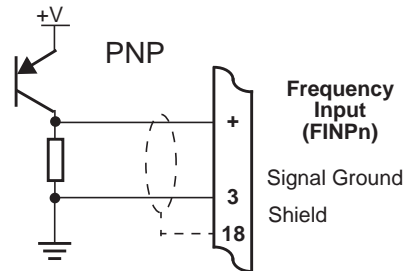 +V
PNP
Frequency
Input
(FINPn)
+
Signal Ground
3
Shield
18